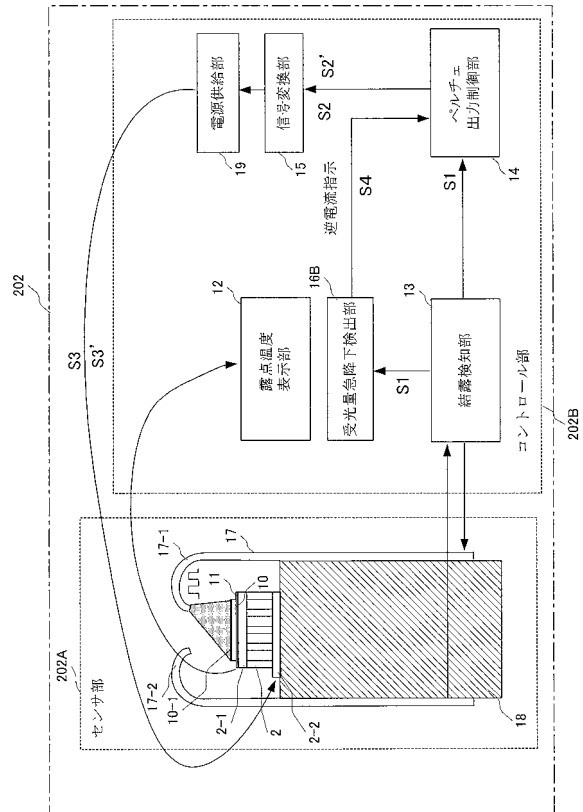 202
202A
センサ部
17-2
10-1
2-1
2
2-2
17-1
11
10
17
18
S3
S3'
202B
コントロール部
露点温度
表示部
12
受光量急降下検出部
16B
S1
結露検知部
13
逆電流指示
S4
S1
電源供給部
19
信号変換部
15
S2
S2'
ペルチェ
出力制御部
14